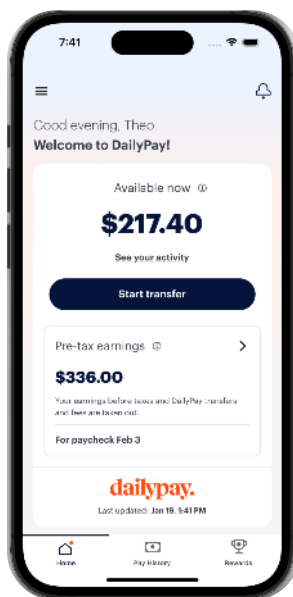 7:41
Good evening, Theo
Welcome to DailyPay!
Available now
$217.40
See your activity
Start transfer
Pre-tax earnings
$336.00
Your earnings before taxes and DailyPay transfers
and fees are taken out.
For paycheck Feb 3
dailypay.
Last updated: Jan 19, 1:41 PM
Home
Pay History
Rewards